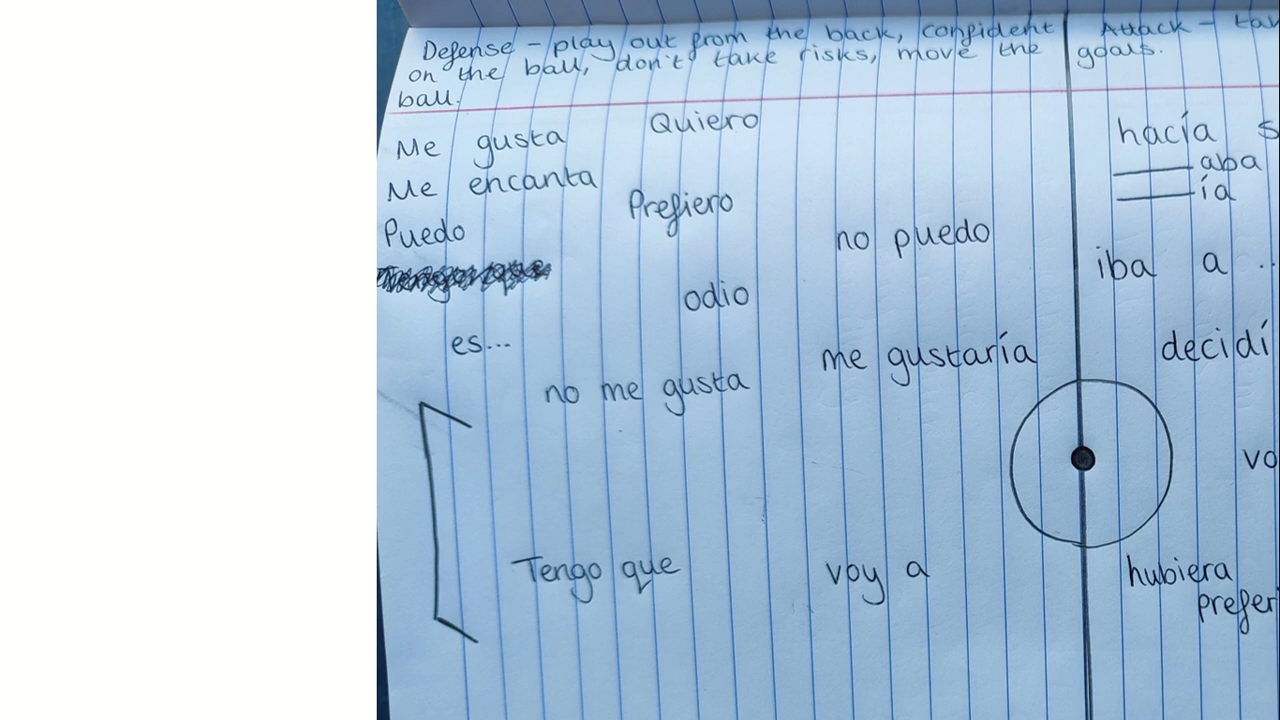 Defense - play out from the back, confident
on the ball, don't take risks, move the
ball.
Attack -
goals.
Me gusta
Quiero
Me encanta
Prefiero
Puedo
no puedo
odio
es...
me gustaría
no me gusta
Tengo que
voy a
hacía
aba
ía
iba a ..
decidí
hubiera
prefer